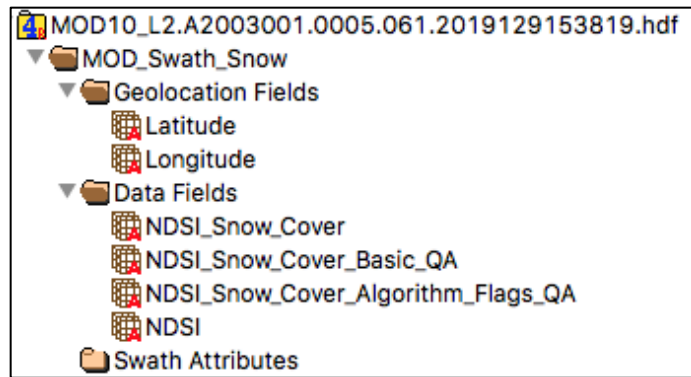 MOD10_L2.A2003001.0005.061.2019129153819.hdf
MOD_Swath_Snow
Geolocation Fields
Latitude
Longitude
Data Fields
NDSI_Snow_Cover
NDSI_Snow_Cover_Basic_QA
NDSI_Snow_Cover_Algorithm_Flags_QA
NDSI
Swath Attributes